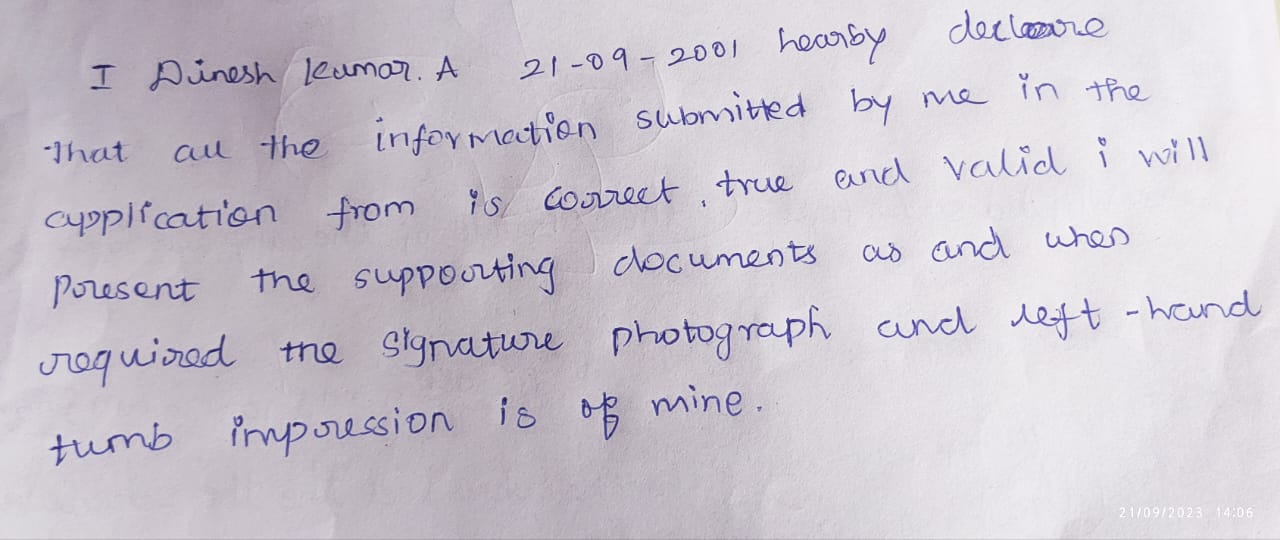 I Dinesh Kumar. A 21-09-2001 hearby declare
That all the information submitted by me in the
application from is correct, true and valid i will
present the supporting documents as and when
required the signature photograph and left-hand
tumb impression is of mine.
21/09/2023 14:06